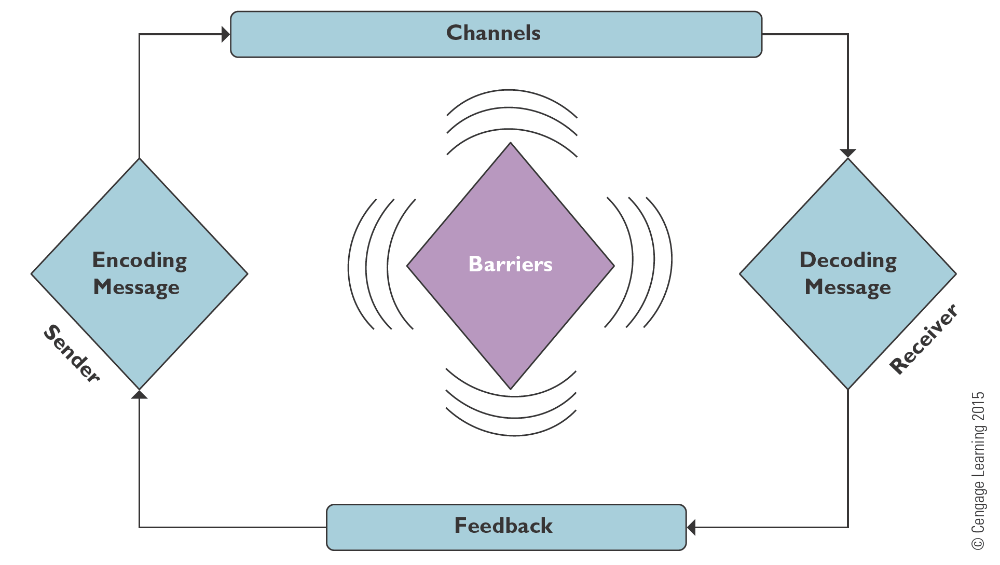 Channels
Encoding
Message
Sender
Barriers
Decoding
Message
Receiver
Feedback
© Cengage Learning 2015